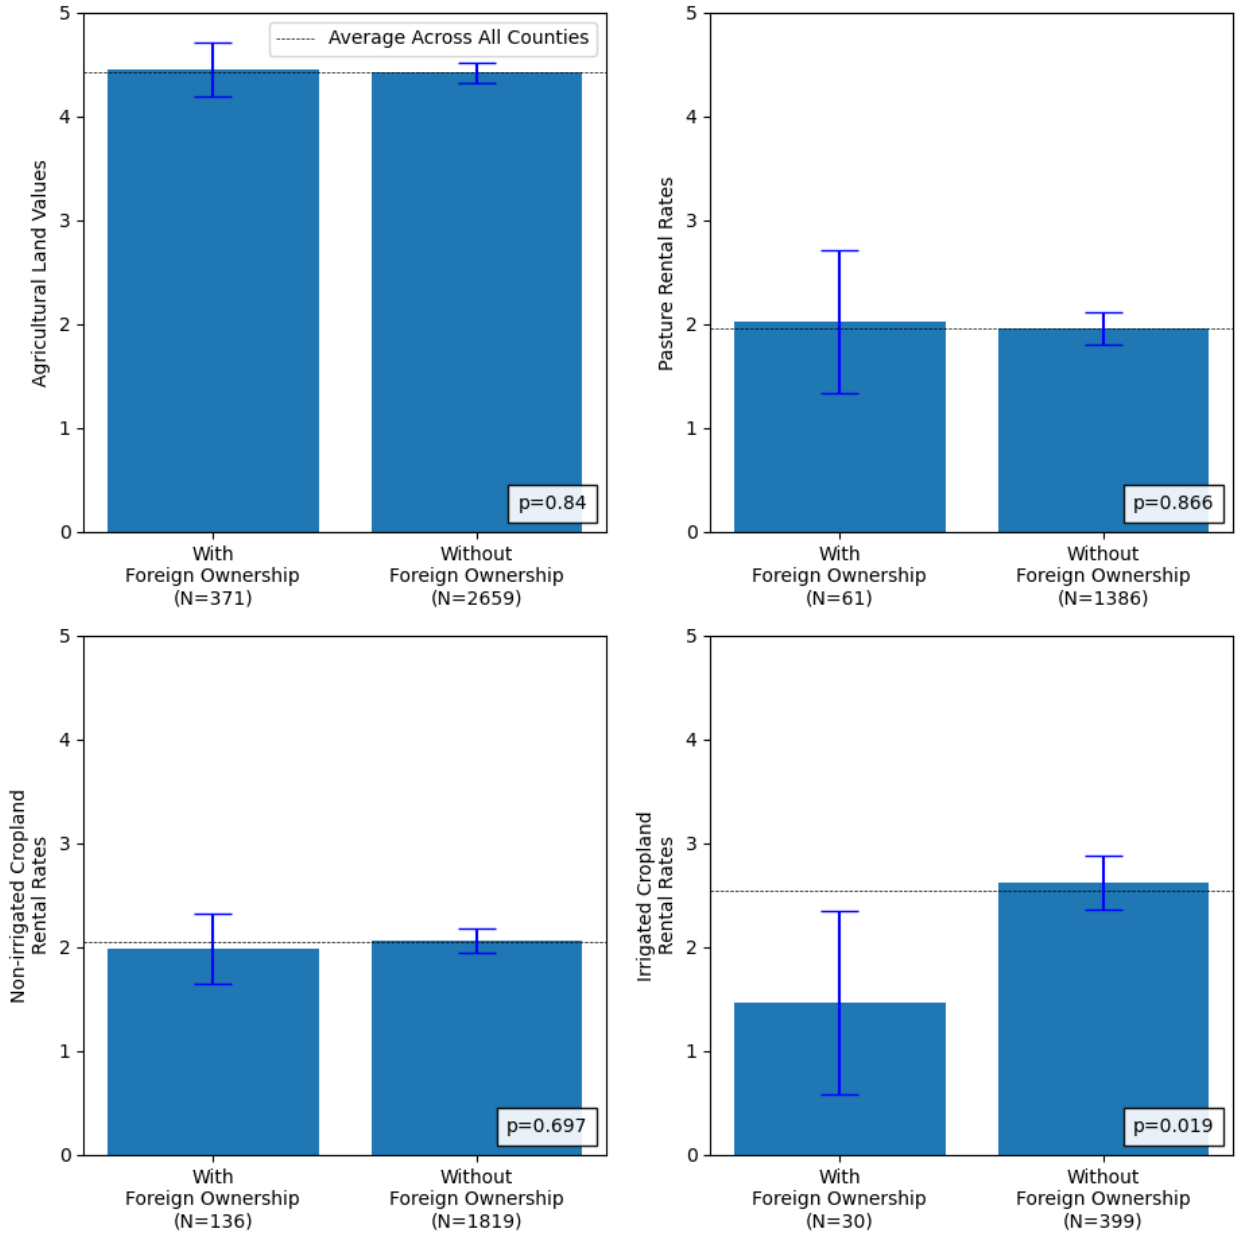 5
4
3
2
1
0
Agricultural Land Values
Average Across All Counties
p=0.84
With
Foreign Ownership
(N=371)
Without
Foreign Ownership
(N=2659)
5
4
3
2
1
0
Pasture Rental Rates
p=0.866
With
Foreign Ownership
(N=61)
Without
Foreign Ownership
(N=1386)
5
4
3
2
1
0
Non-irrigated Cropland
Rental Rates
p=0.697
With
Foreign Ownership
(N=136)
Without
Foreign Ownership
(N=1819)
5
4
3
2
1
0
Irrigated Cropland
Rental Rates
p=0.019
With
Foreign Ownership
(N=30)
Without
Foreign Ownership
(N=399)